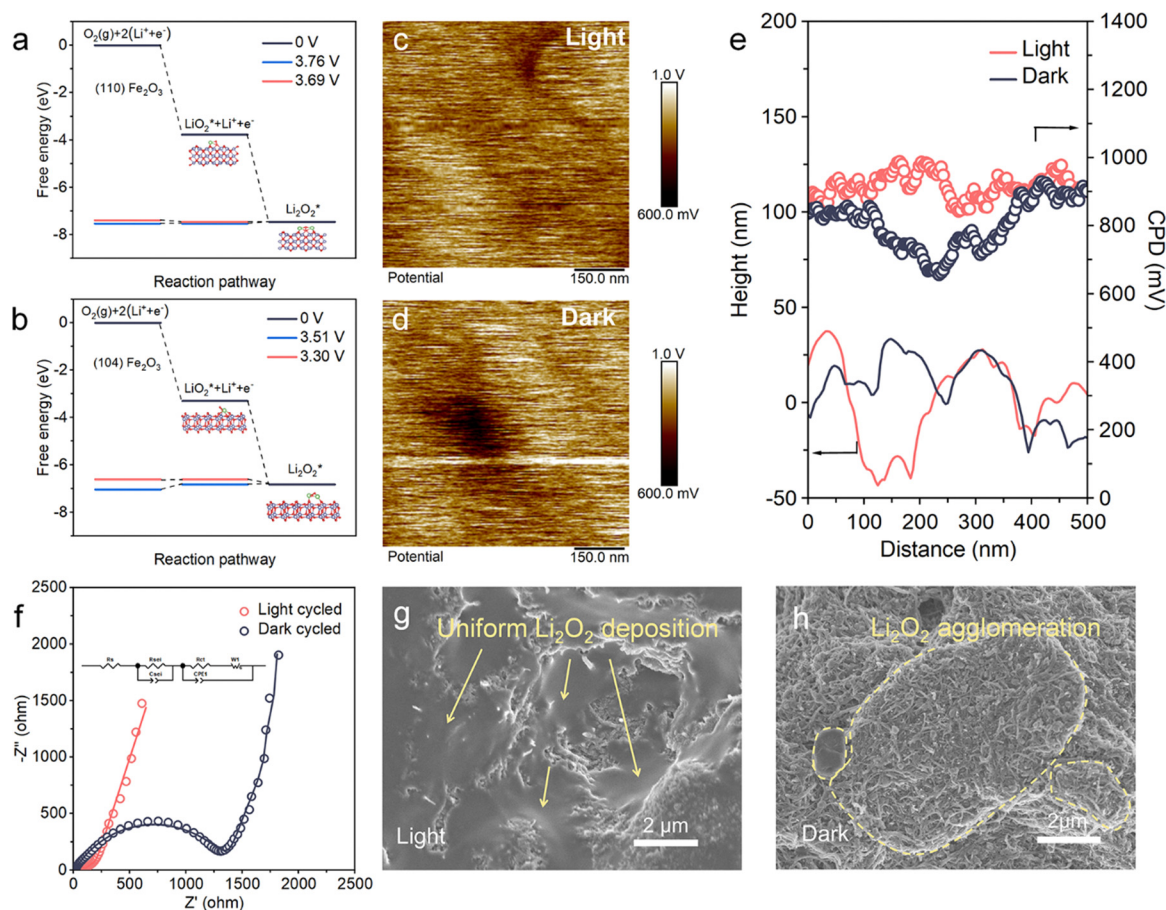 a
O₂(g)+2(Li⁺+e⁻)
0 V
3.76 V
3.69 V
(110) Fe₂O₃
LiO₂*+Li⁺+e⁻
Li₂O₂*
0
-2
-4
-6
-8
Free energy (eV)
Reaction pathway
b
O₂(g)+2(Li⁺+e⁻)
0 V
3.51 V
3.30 V
(104) Fe₂O₃
LiO₂*+Li⁺+e⁻
Li₂O₂*
0
-2
-4
-6
-8
Free energy (eV)
Reaction pathway
c
Light
1.0 V
600.0 mV
Potential
150.0 nm
d
Dark
1.0 V
600.0 mV
Potential
150.0 nm
e
Light
Dark
200
175
150
125
100
75
50
25
0
-25
-50
Height (nm)
1400
1200
1000
800
600
400
200
0
CPD (mV)
0 100 200 300 400 500
Distance (nm)
f
Light cycled
Dark cycled
Rs
Rsei
Csei
Rct
W1
CPE1
2500
2000
1500
1000
500
0
-Z" (ohm)
0 500 1000 1500 2000 2500
Z' (ohm)
g
Uniform Li₂O₂ deposition
Light
2 μm
h
Li₂O₂ agglomeration
Dark
2μm